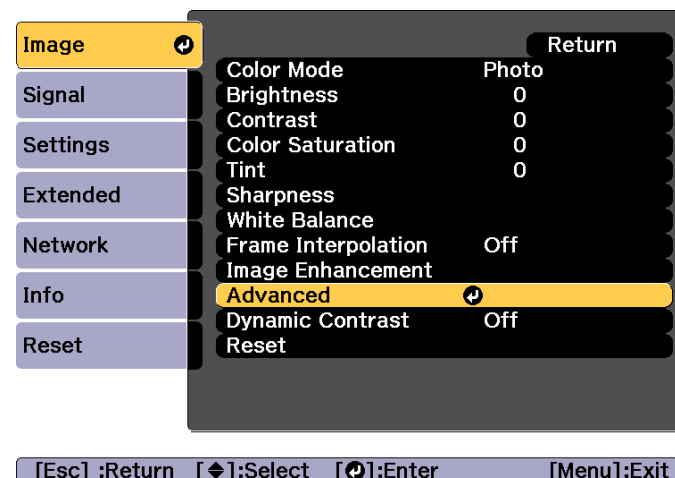 Image
Signal
Settings
Extended
Network
Info
Reset
Return
Color Mode Photo
Brightness 0
Contrast 0
Color Saturation 0
Tint 0
Sharpness
White Balance
Frame Interpolation Off
Image Enhancement
Advanced
Dynamic Contrast Off
Reset
[Esc] :Return [◆]:Select [↵]:Enter [Menu]:Exit